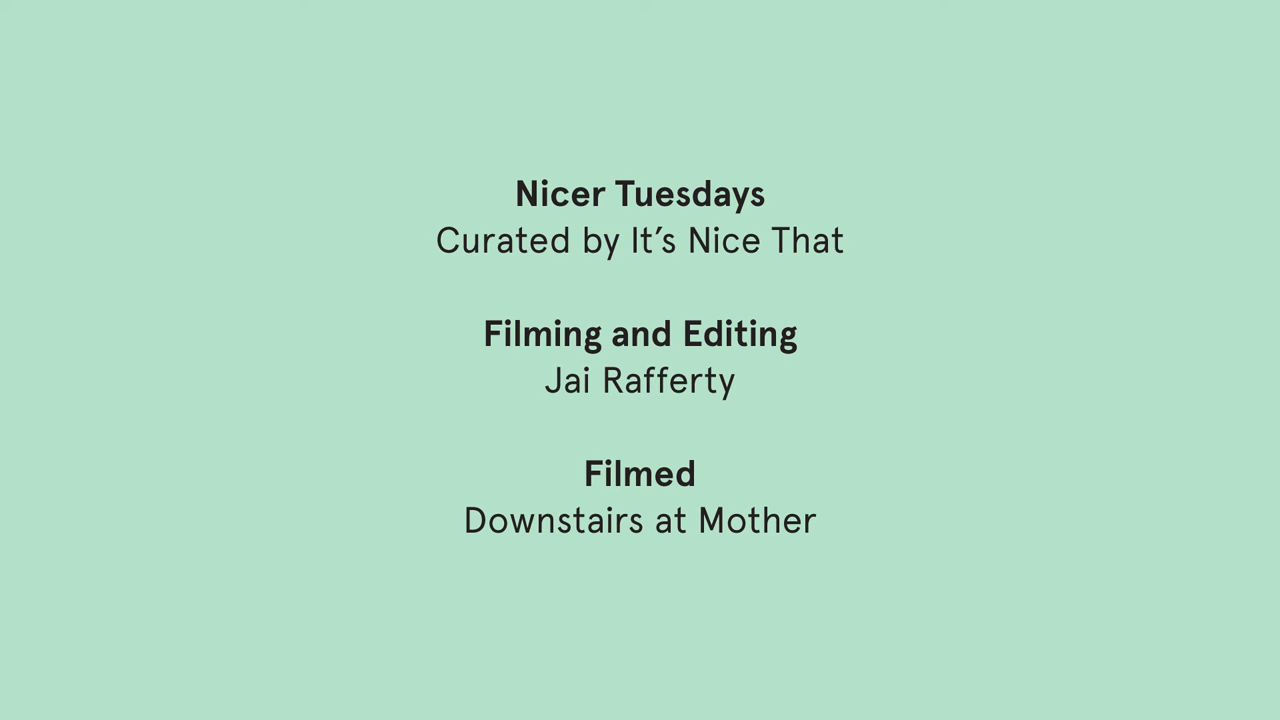 Nicer Tuesdays
Curated by It’s Nice That
Filming and Editing
Jai Rafferty
Filmed
Downstairs at Mother